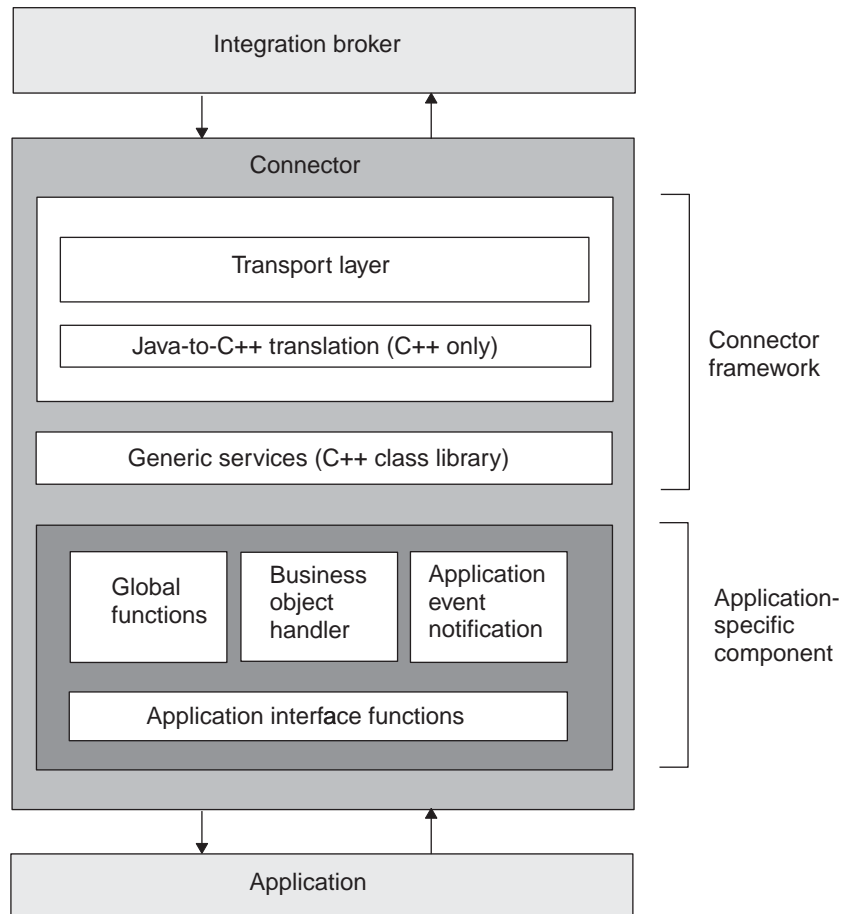 Integration broker
Connector
Transport layer
Java-to-C++ translation (C++ only)
Connector
framework
Generic services (C++ class library)
Global
functions
Business
object
handler
Application
event
notification
Application-
specific
component
Application interface functions
Application